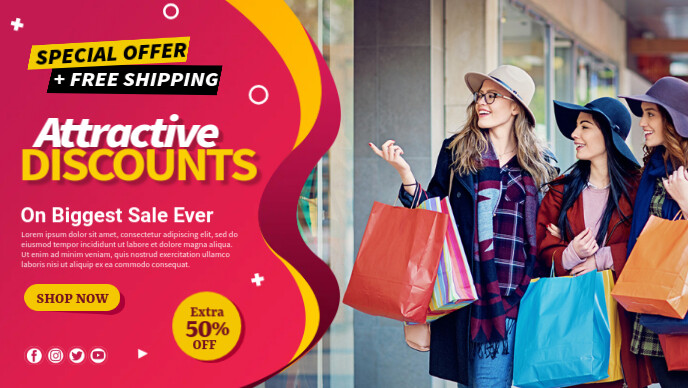 SPECIAL OFFER
+ FREE SHIPPING
Attractive
DISCOUNTS
On Biggest Sale Ever
Lorem ipsum dolor sit amet, consectetur adipiscing elit, sed do
eiusmod tempor incididunt ut labore et dolore magna aliqua.
Ut enim ad minim veniam, quis nostrud exercitation ullamco
laboris nisi ut aliquip ex ea commodo consequat.
SHOP NOW
Extra
50%
OFF